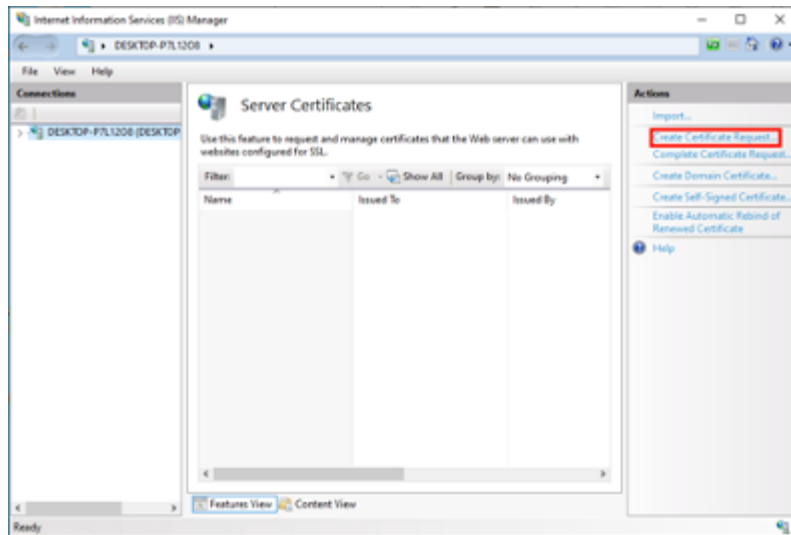 Internet Information Services (IIS) Manager
DESKTOP-P7L1208
File View Help
Connections
DESKTOP-P7L1208 (DESKTOP
Server Certificates
Use this feature to request and manage certificates that the Web server can use with
websites configured for SSL.
Filter: Go Show All Group by: No Grouping
Name Issued To Issued By
Features View Content View
Actions
Import...
Create Certificate Request...
Complete Certificate Request..
Create Domain Certificate...
Create Self-Signed Certificate..
Enable Automatic Rebind of
Renewed Certificate
Help
Ready